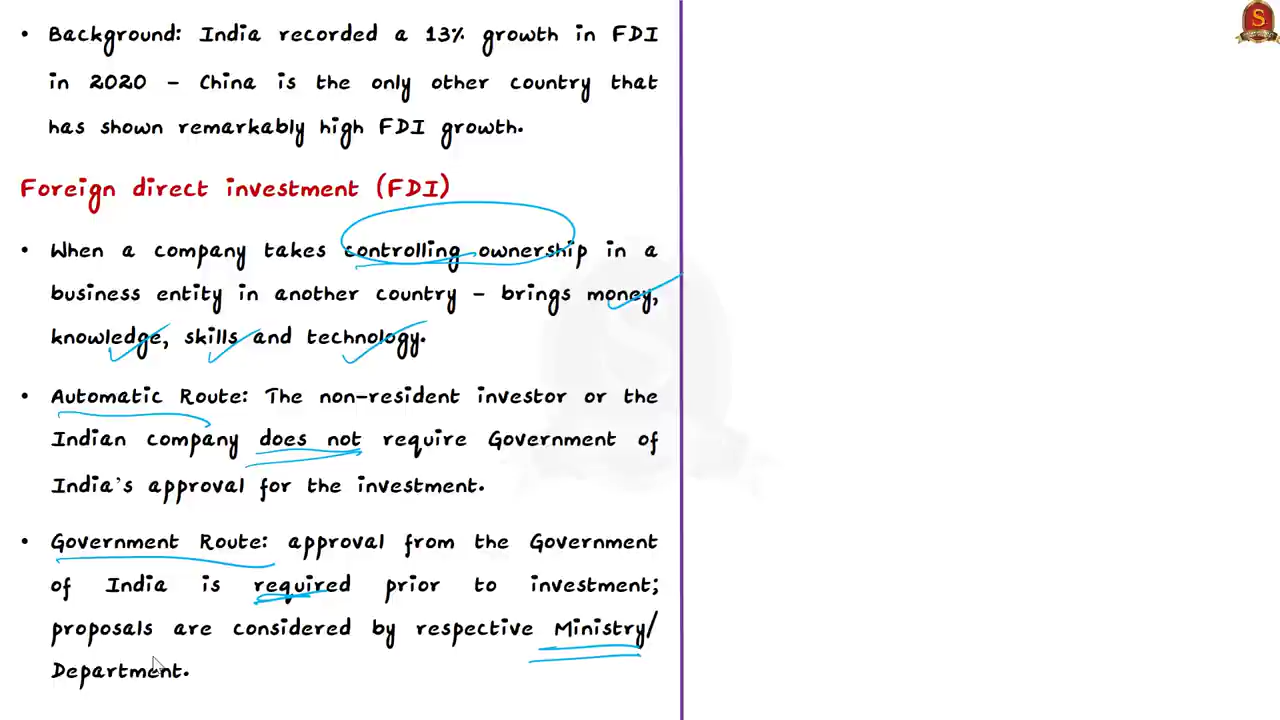 • Background: India recorded a 13% growth in FDI
in 2020 – China is the only other country that
has shown remarkably high FDI growth.
Foreign direct investment (FDI)
• When a company takes controlling ownership in a
business entity in another country – brings money,
knowledge, skills and technology.
• Automatic Route: The non-resident investor or the
Indian company does not require Government of
India's approval for the investment.
• Government Route: approval from the Government
of India is required prior to investment;
proposals are considered by respective Ministry/
Department.
S